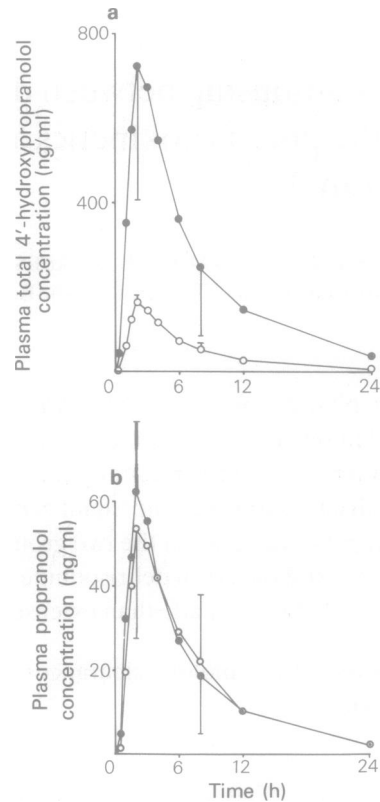 a
800
400
0
6
12
24
Plasma total 4′-hydroxypropranolol
concentration (ng/ml)
b
60
40
20
0
6
12
24
Plasma propranolol
concentration (ng/ml)
Time (h)